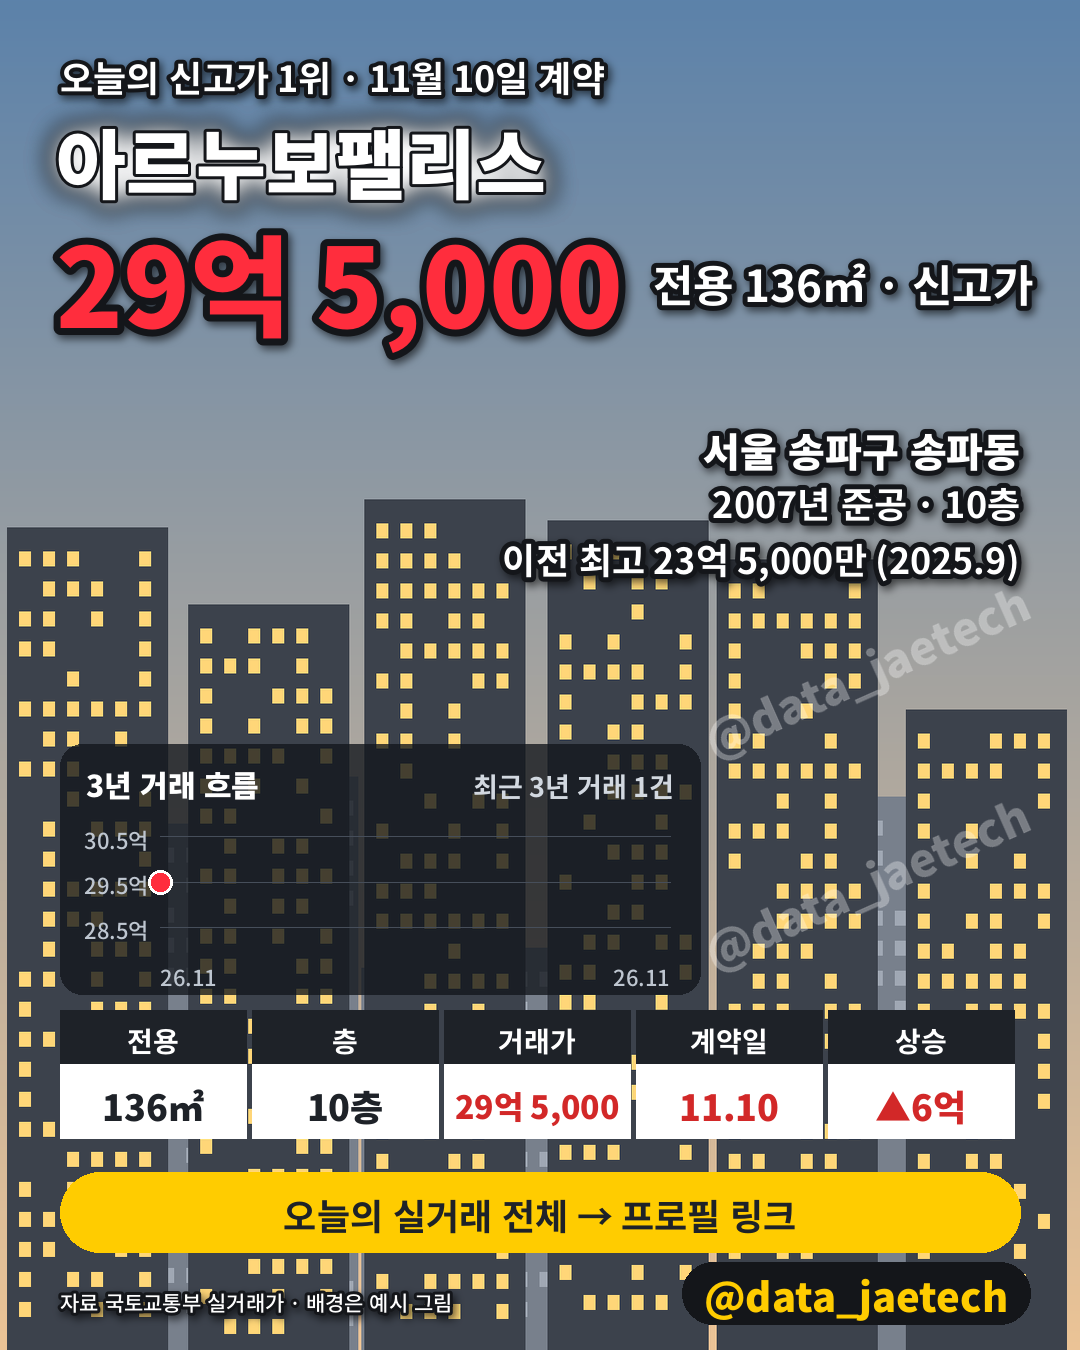 오늘의 신고가 1위 · 11월 10일 계약
아르누보팰리스
29억 5,000 전용 136㎡ · 신고가
서울 송파구 송파동
2007년 준공 · 10층
이전 최고 23억 5,000만 (2025.9)
@data_jaetech
3년 거래 흐름 최근 3년 거래 1건
30.5억
29.5억
28.5억
26.11 26.11
@data_jaetech
전용 층 거래가 계약일 상승
136㎡ 10층 29억 5,000 11.10 ▲6억
오늘의 실거래 전체 → 프로필 링크
자료 국토교통부 실거래가 · 배경은 예시 그림
@data_jaetech